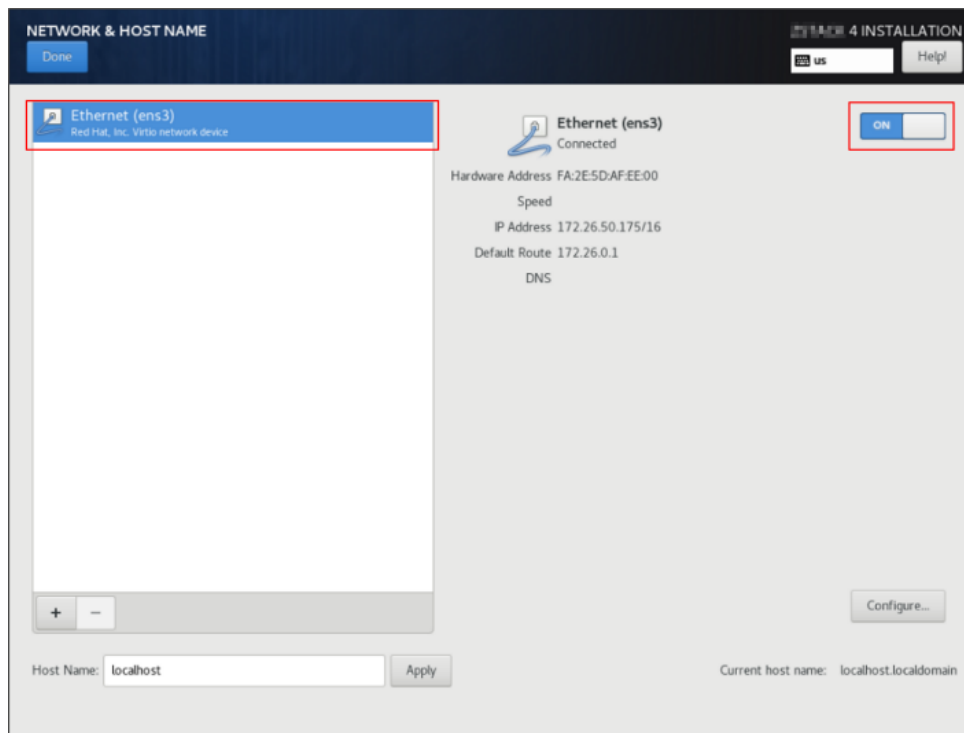 NETWORK & HOST NAME
4 INSTALLATION
Done
us
Help!
Ethernet (ens3)
Red Hat, Inc. Virtio network device
Ethernet (ens3)
Connected
ON
Hardware Address FA:2E:5D:AF:EE:00
Speed
IP Address 172.26.50.175/16
Default Route 172.26.0.1
DNS
+ −
Configure...
Host Name: localhost Apply
Current host name: localhost.localdomain